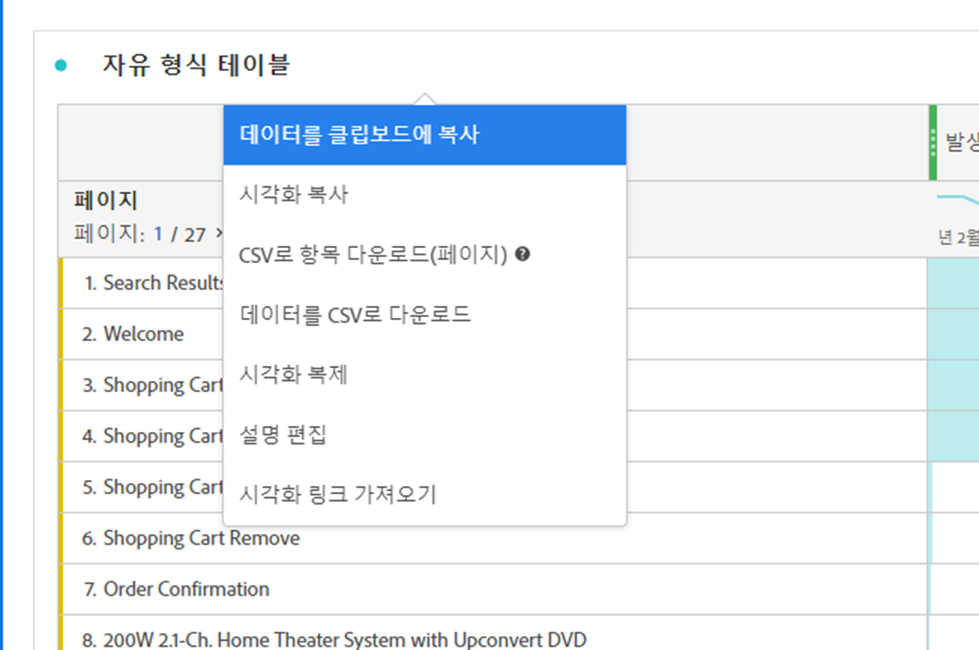 자유 형식 테이블
데이터를 클립보드에 복사
발생
시각화 복사
페이지
페이지: 1 / 27 >
년 2월
CSV로 항목 다운로드(페이지)
1. Search Results
데이터를 CSV로 다운로드
2. Welcome
시각화 복제
3. Shopping Cart
설명 편집
4. Shopping Cart
시각화 링크 가져오기
5. Shopping Cart
6. Shopping Cart Remove
7. Order Confirmation
8. 200W 2.1-Ch. Home Theater System with Upconvert DVD